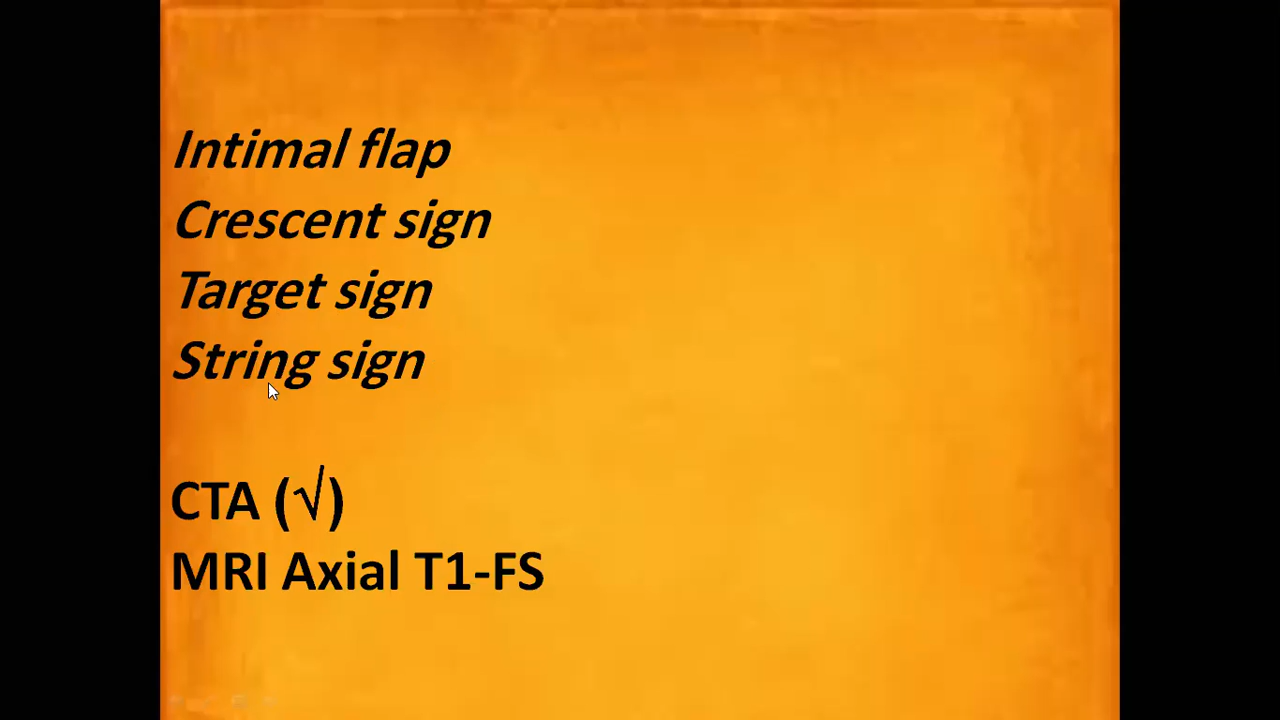 Intimal flap
Crescent sign
Target sign
String sign
CTA (√)
MRI Axial T1-FS